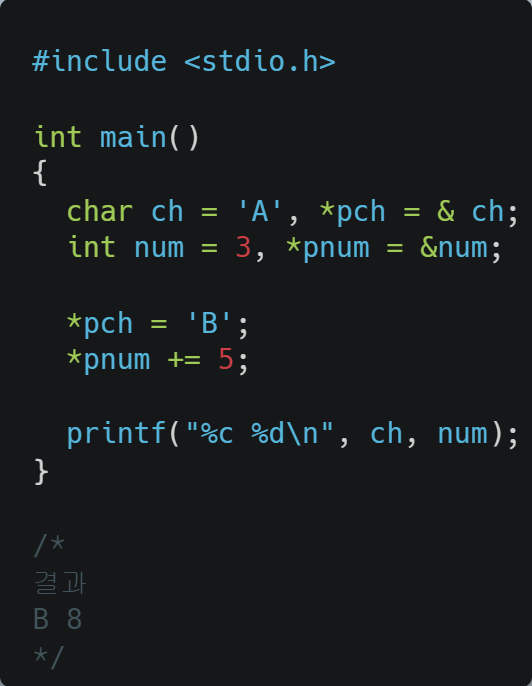 #include <stdio.h>
int main()
{
  char ch = 'A', *pch = & ch;
  int num = 3, *pnum = &num;
  *pch = 'B';
  *pnum += 5;
  printf("%c %d\n", ch, num);
}
/*
결과
B 8
*/